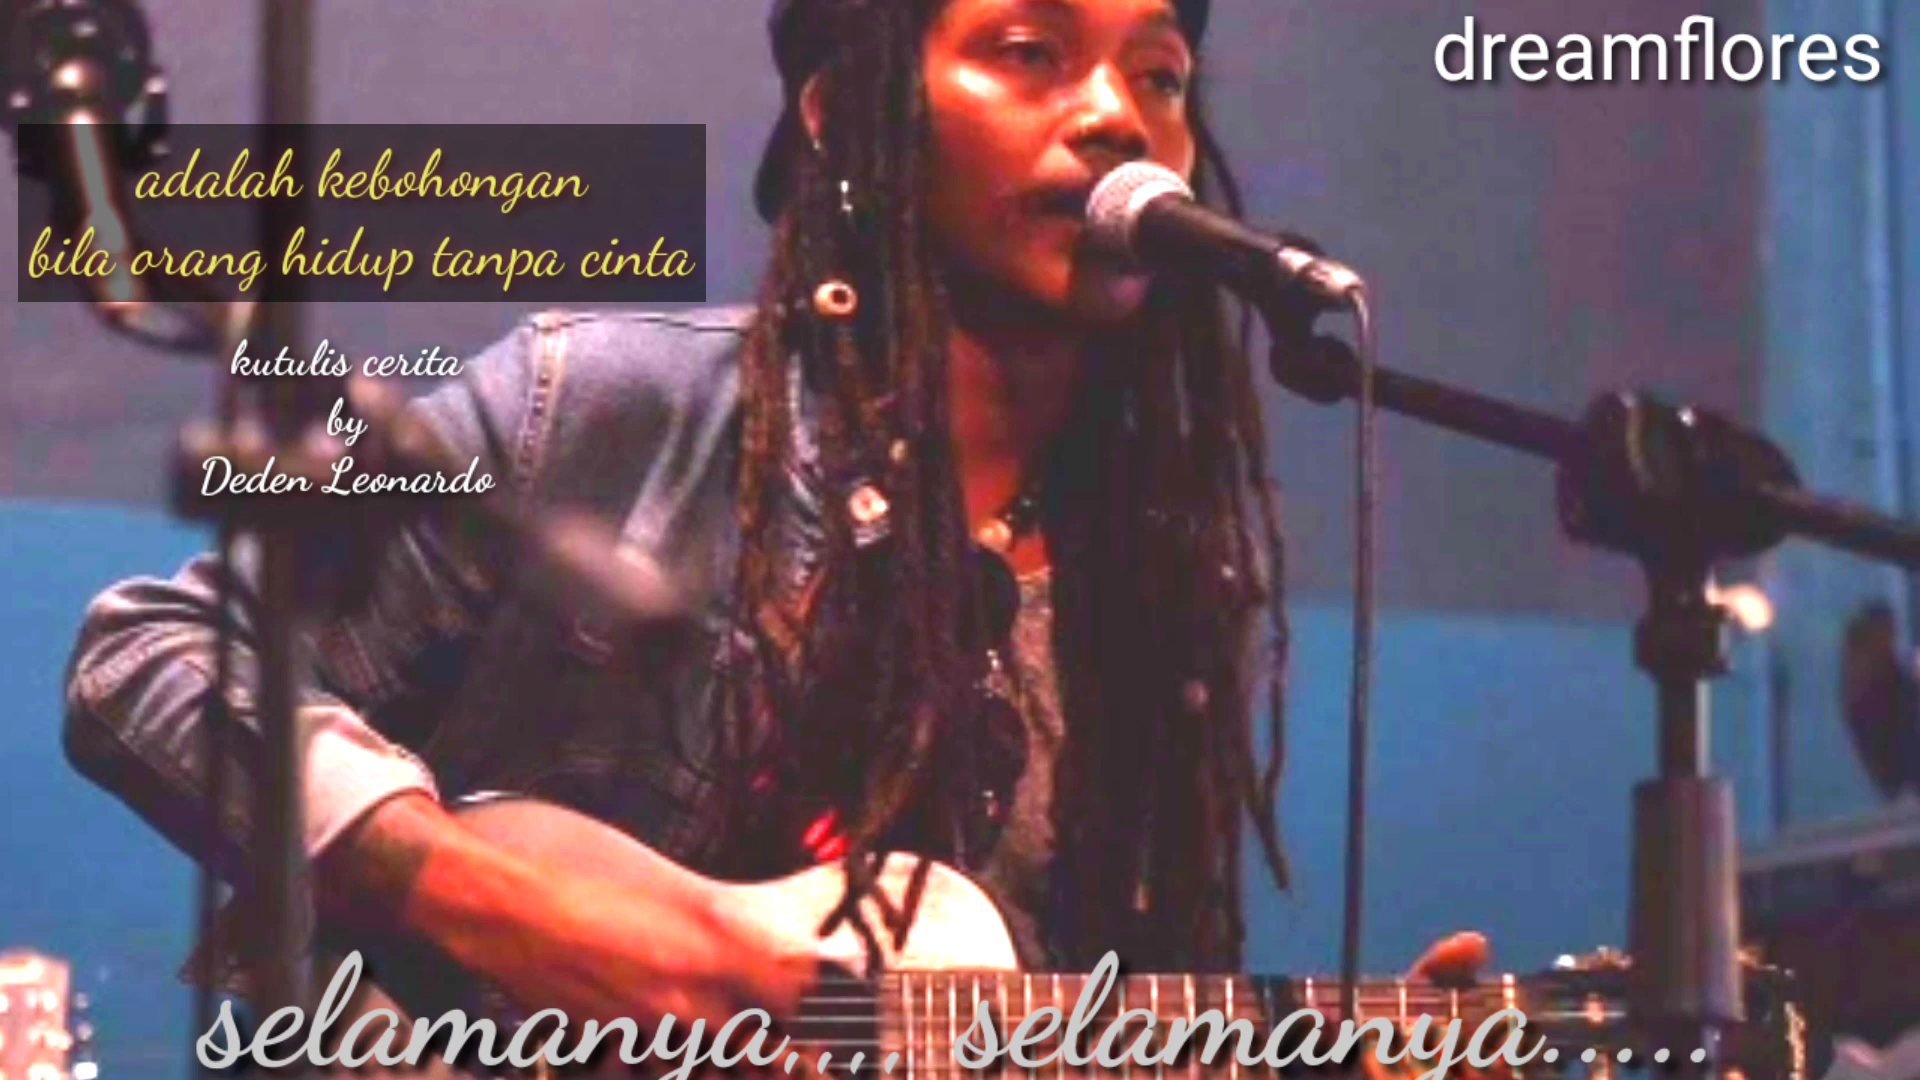 dreamflores
adalah kebohongan
bila orang hidup tanpa cinta
kutulis cerita
by
Deden Leonardo
selamanya,,,, selamanya.....